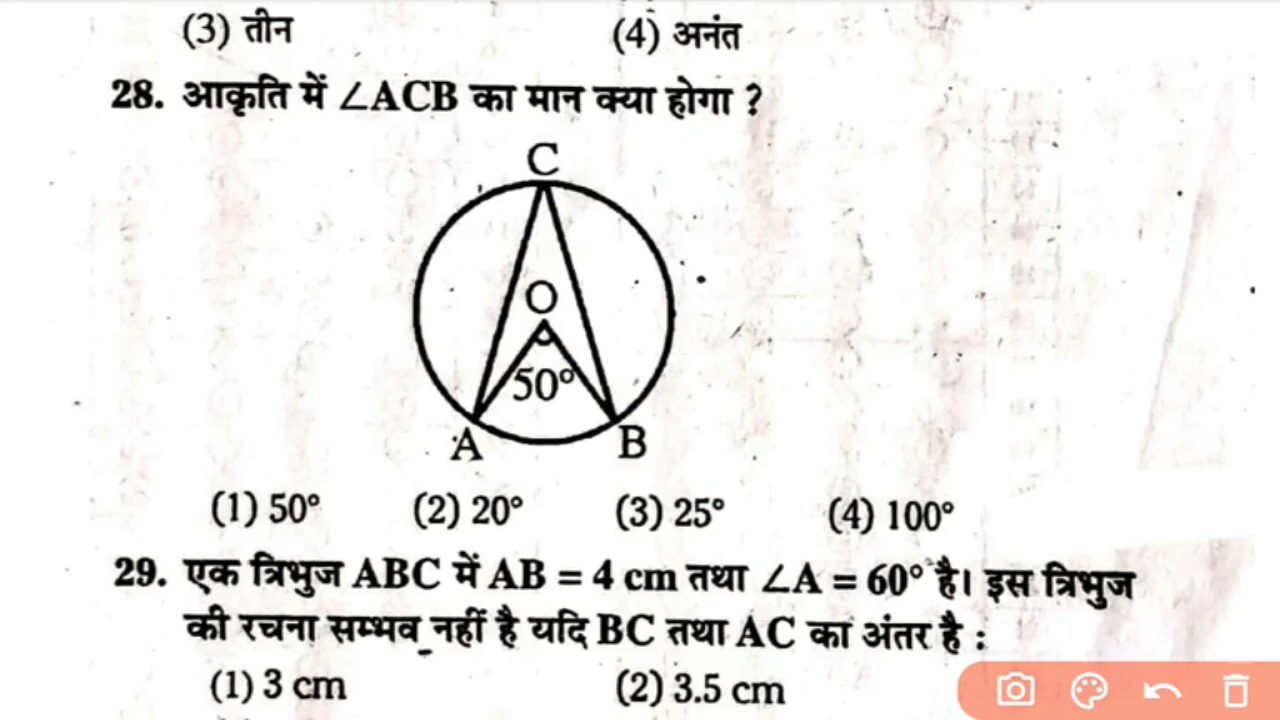 (3) तीन (4) अनंत
28. आकृति में ∠ACB का मान क्या होगा ?
C
O
50°
A B
(1) 50° (2) 20° (3) 25° (4) 100°
29. एक त्रिभुज ABC में AB = 4 cm तथा ∠A = 60° है। इस त्रिभुज
की रचना सम्भव नहीं है यदि BC तथा AC का अंतर है :
(1) 3 cm (2) 3.5 cm